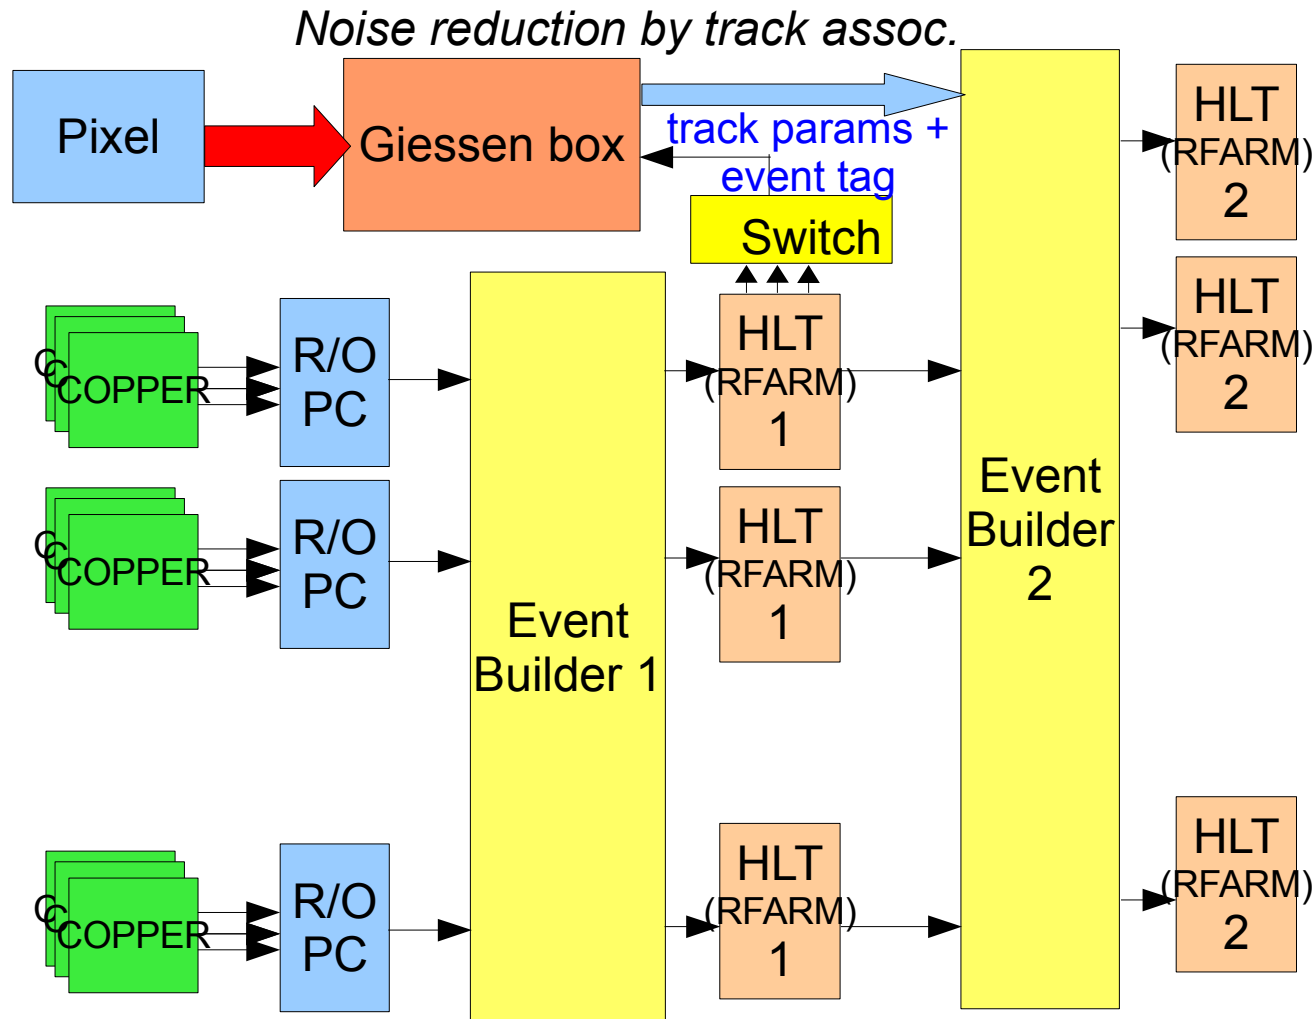 Noise reduction by track assoc.
Pixel
Giessen box
track params +
event tag
Switch
HLT
(RFARM)
2
HLT
(RFARM)
2
C
C
COPPER
R/O
PC
HLT
(RFARM)
1
C
C
COPPER
R/O
PC
HLT
(RFARM)
1
Event
Builder 1
Event
Builder
2
C
C
COPPER
R/O
PC
HLT
(RFARM)
1
HLT
(RFARM)
2